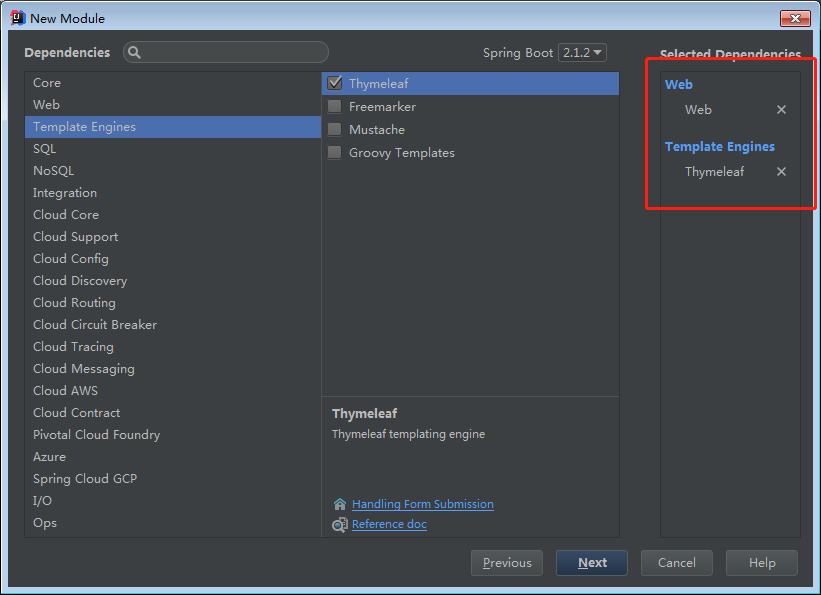 New Module
Dependencies
Spring Boot 2.1.2
Selected Dependencies
Core
Web
Template Engines
SQL
NoSQL
Integration
Cloud Core
Cloud Support
Cloud Config
Cloud Discovery
Cloud Routing
Cloud Circuit Breaker
Cloud Tracing
Cloud Messaging
Cloud AWS
Cloud Contract
Pivotal Cloud Foundry
Azure
Spring Cloud GCP
I/O
Ops
Thymeleaf
Freemarker
Mustache
Groovy Templates
Thymeleaf
Thymeleaf templating engine
Handling Form Submission
Reference doc
Web
Web
Template Engines
Thymeleaf
Previous
Next
Cancel
Help